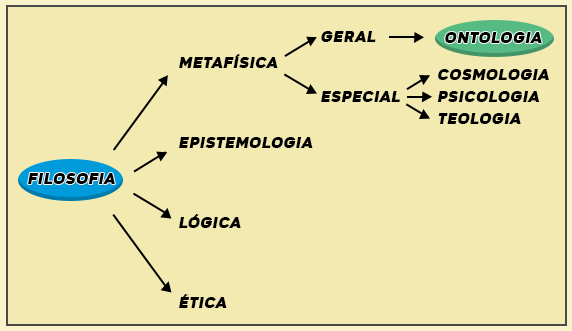 GERAL
ONTOLOGIA
METAFÍSICA
COSMOLOGIA
ESPECIAL
PSICOLOGIA
TEOLOGIA
EPISTEMOLOGIA
FILOSOFIA
LÓGICA
ÉTICA